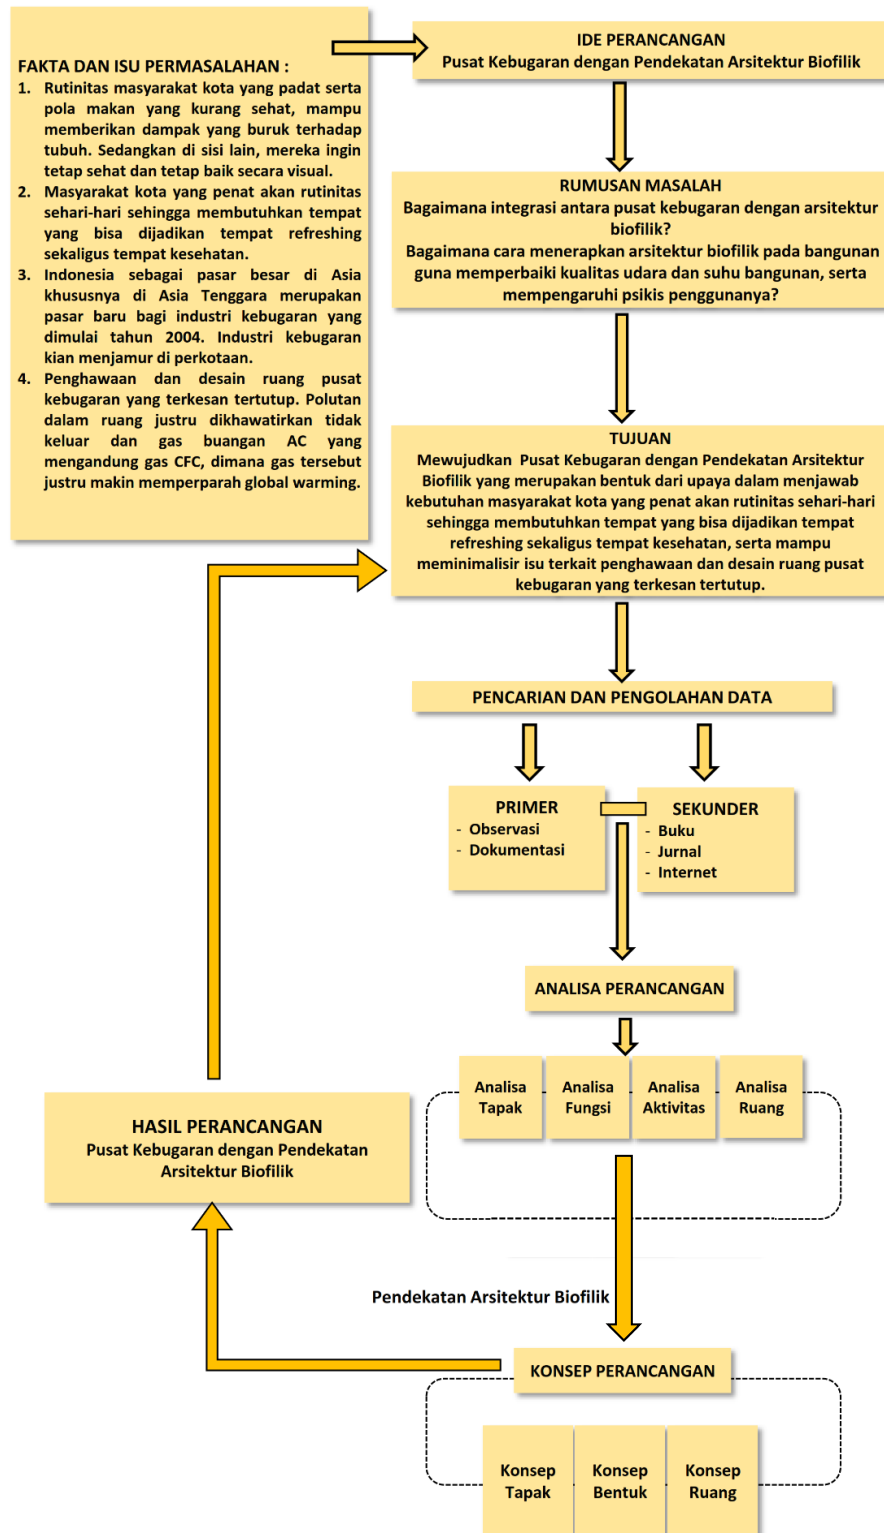 FAKTA DAN ISU PERMASALAHAN :
1. Rutinitas masyarakat kota yang padat serta
pola makan yang kurang sehat, mampu
memberikan dampak yang buruk terhadap
tubuh. Sedangkan di sisi lain, mereka ingin
tetap sehat dan tetap baik secara visual.
2. Masyarakat kota yang penat akan rutinitas
sehari-hari sehingga membutuhkan tempat
yang bisa dijadikan tempat refreshing
sekaligus tempat kesehatan.
3. Indonesia sebagai pasar besar di Asia
khususnya di Asia Tenggara merupakan
pasar baru bagi industri kebugaran yang
dimulai tahun 2004. Industri kebugaran
kian menjamur di perkotaan.
4. Penghawaan dan desain ruang pusat
kebugaran yang terkesan tertutup. Polutan
dalam ruang justru dikhawatirkan tidak
keluar dan gas buangan AC yang
mengandung gas CFC, dimana gas tersebut
justru makin memperparah global warming.
IDE PERANCANGAN
Pusat Kebugaran dengan Pendekatan Arsitektur Biofilik
RUMUSAN MASALAH
Bagaimana integrasi antara pusat kebugaran dengan arsitektur
biofilik?
Bagaimana cara menerapkan arsitektur biofilik pada bangunan
guna memperbaiki kualitas udara dan suhu bangunan, serta
mempengaruhi psikis penggunanya?
TUJUAN
Mewujudkan Pusat Kebugaran dengan Pendekatan Arsitektur
Biofilik yang merupakan bentuk dari upaya dalam menjawab
kebutuhan masyarakat kota yang penat akan rutinitas sehari-hari
sehingga membutuhkan tempat yang bisa dijadikan tempat
refreshing sekaligus tempat kesehatan, serta mampu
meminimalisir isu terkait penghawaan dan desain ruang pusat
kebugaran yang terkesan tertutup.
PENCARIAN DAN PENGOLAHAN DATA
PRIMER
- Observasi
- Dokumentasi
SEKUNDER
- Buku
- Jurnal
- Internet
ANALISA PERANCANGAN
Analisa
Tapak
Analisa
Fungsi
Analisa
Aktivitas
Analisa
Ruang
HASIL PERANCANGAN
Pusat Kebugaran dengan Pendekatan
Arsitektur Biofilik
Pendekatan Arsitektur Biofilik
KONSEP PERANCANGAN
Konsep
Tapak
Konsep
Bentuk
Konsep
Ruang